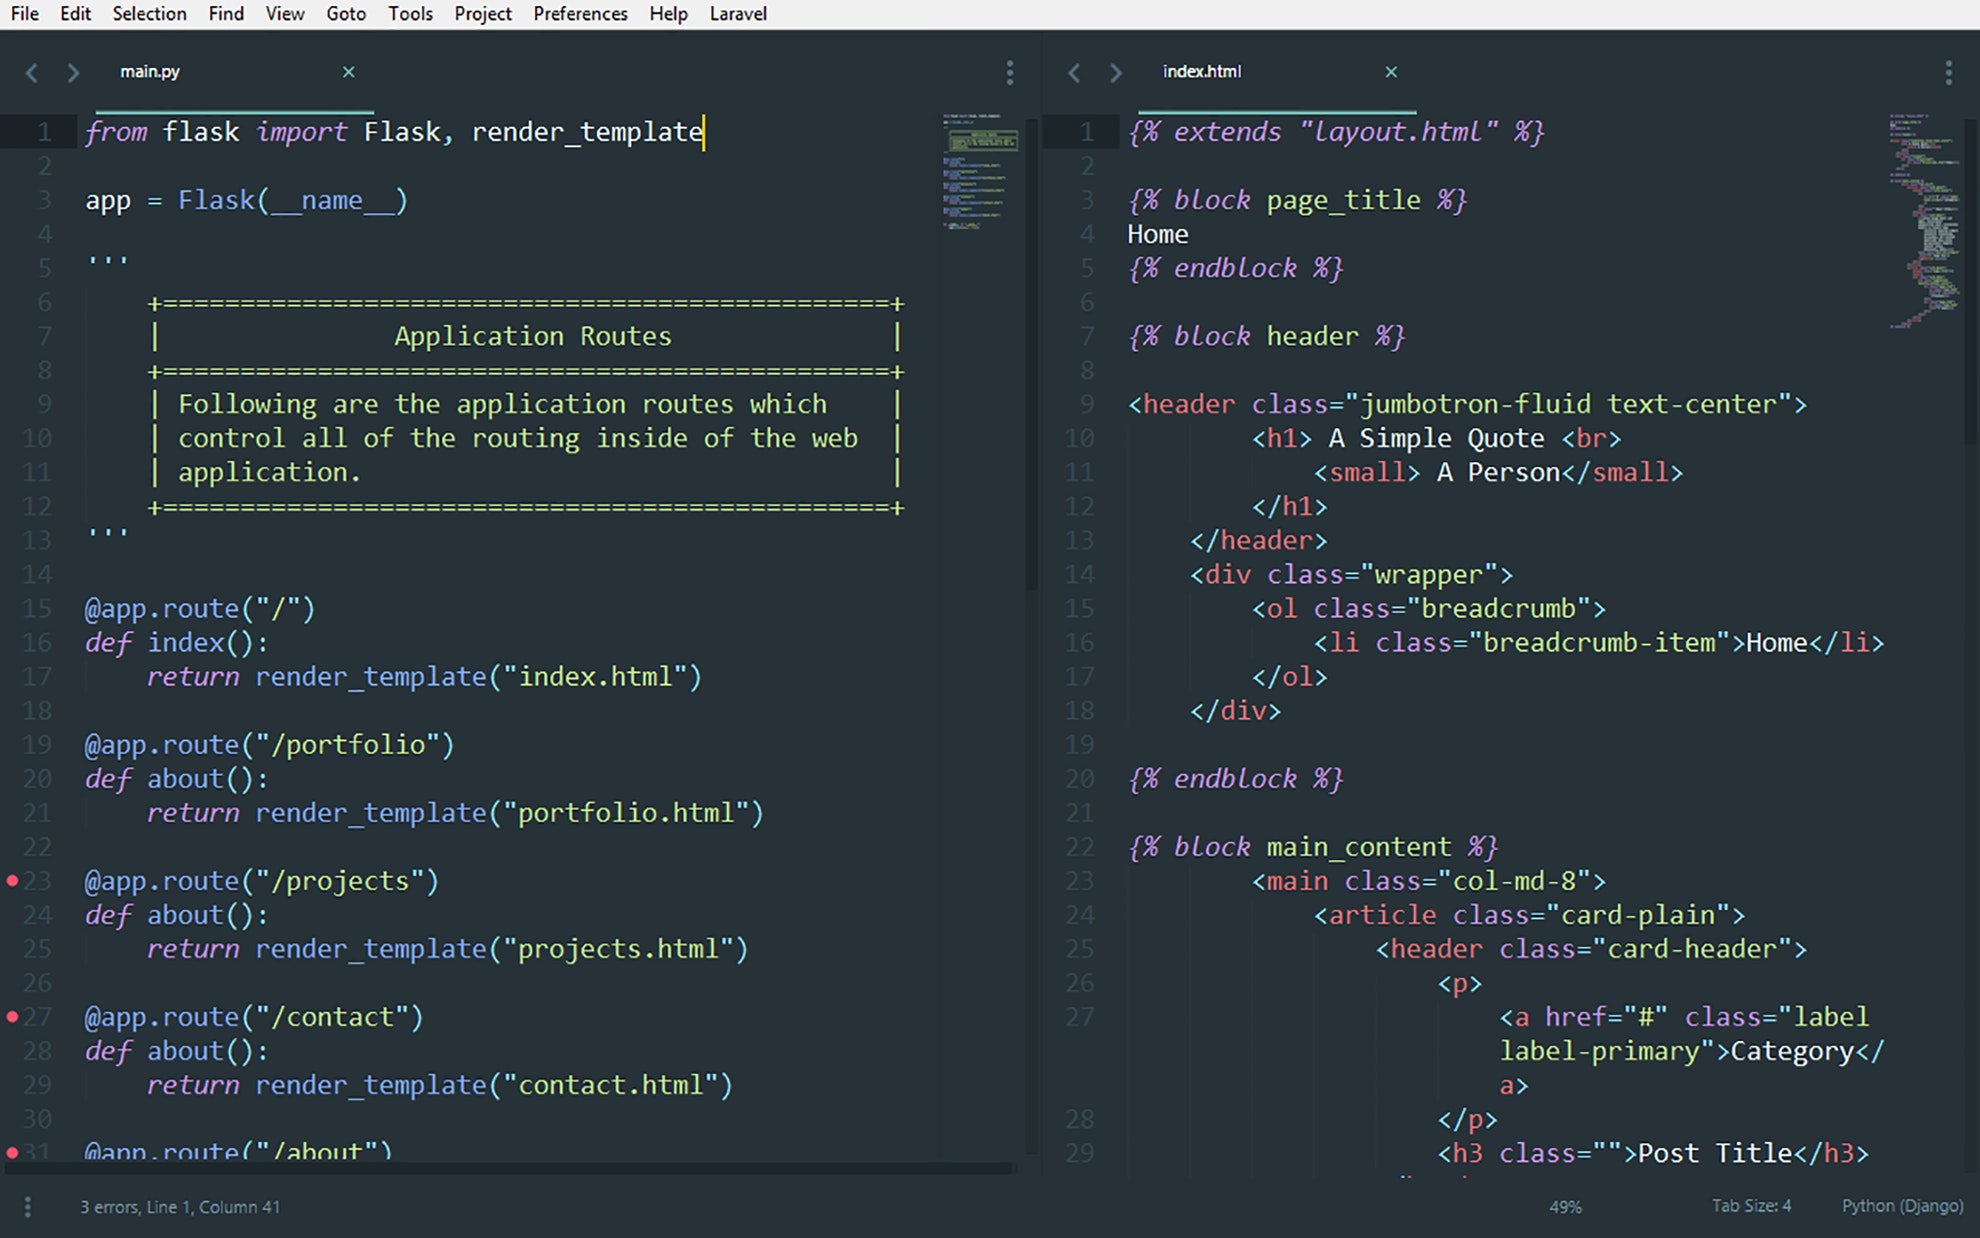 File Edit Selection Find View Goto Tools Project Preferences Help Laravel
main.py
1 from flask import Flask, render_template
2
3 app = Flask(__name__)
4
5 '''
6     +===============================================+
7     |               Application Routes              |
8     +===============================================+
9     | Following are the application routes which    |
10     | control all of the routing inside of the web  |
11     | application.                                  |
12     +===============================================+
13 '''
14
15 @app.route("/")
16 def index():
17     return render_template("index.html")
18
19 @app.route("/portfolio")
20 def about():
21     return render_template("portfolio.html")
22
23 @app.route("/projects")
24 def about():
25     return render_template("projects.html")
26
27 @app.route("/contact")
28 def about():
29     return render_template("contact.html")
30
31 @app.route("/about")
index.html
1 {% extends "layout.html" %}
2
3 {% block page_title %}
4 Home
5 {% endblock %}
6
7 {% block header %}
8
9 <header class="jumbotron-fluid text-center">
10         <h1> A Simple Quote <br>
11             <small> A Person</small>
12         </h1>
13     </header>
14     <div class="wrapper">
15         <ol class="breadcrumb">
16             <li class="breadcrumb-item">Home</li>
17         </ol>
18     </div>
19
20 {% endblock %}
21
22 {% block main_content %}
23         <main class="col-md-8">
24             <article class="card-plain">
25                 <header class="card-header">
26                     <p>
27                         <a href="#" class="label
label-primary">Category</
a>
28                     </p>
29                     <h3 class="">Post Title</h3>
3 errors, Line 1, Column 41
49%
Tab Size: 4
Python (Django)